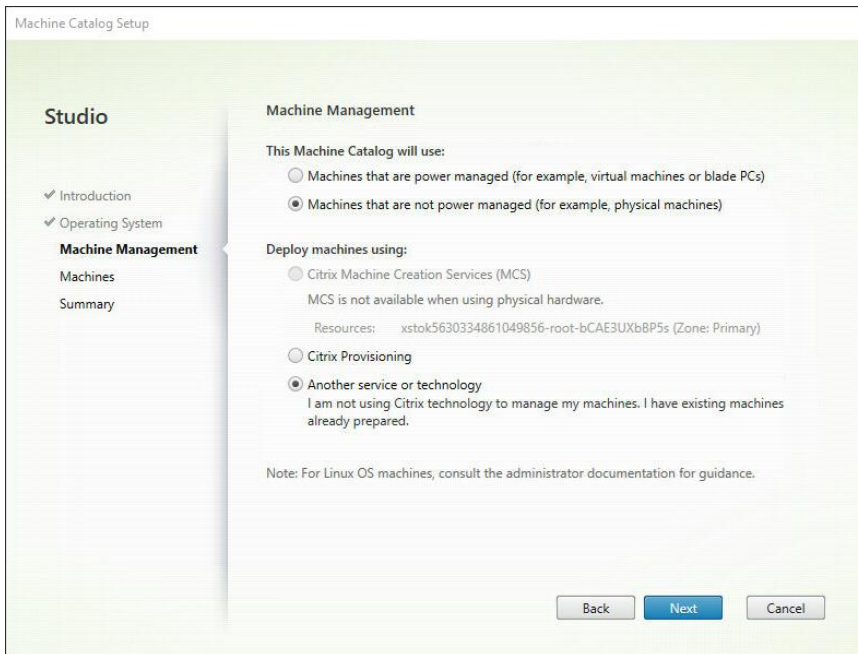 Machine Catalog Setup
Studio
Introduction
Operating System
Machine Management
Machines
Summary
Machine Management
This Machine Catalog will use:
Machines that are power managed (for example, virtual machines or blade PCs)
Machines that are not power managed (for example, physical machines)
Deploy machines using:
Citrix Machine Creation Services (MCS)
MCS is not available when using physical hardware.
Resources: xstok5630334861049856-root-bCAE3UXbBP5s (Zone: Primary)
Citrix Provisioning
Another service or technology
I am not using Citrix technology to manage my machines. I have existing machines
already prepared.
Note: For Linux OS machines, consult the administrator documentation for guidance.
Back Next Cancel